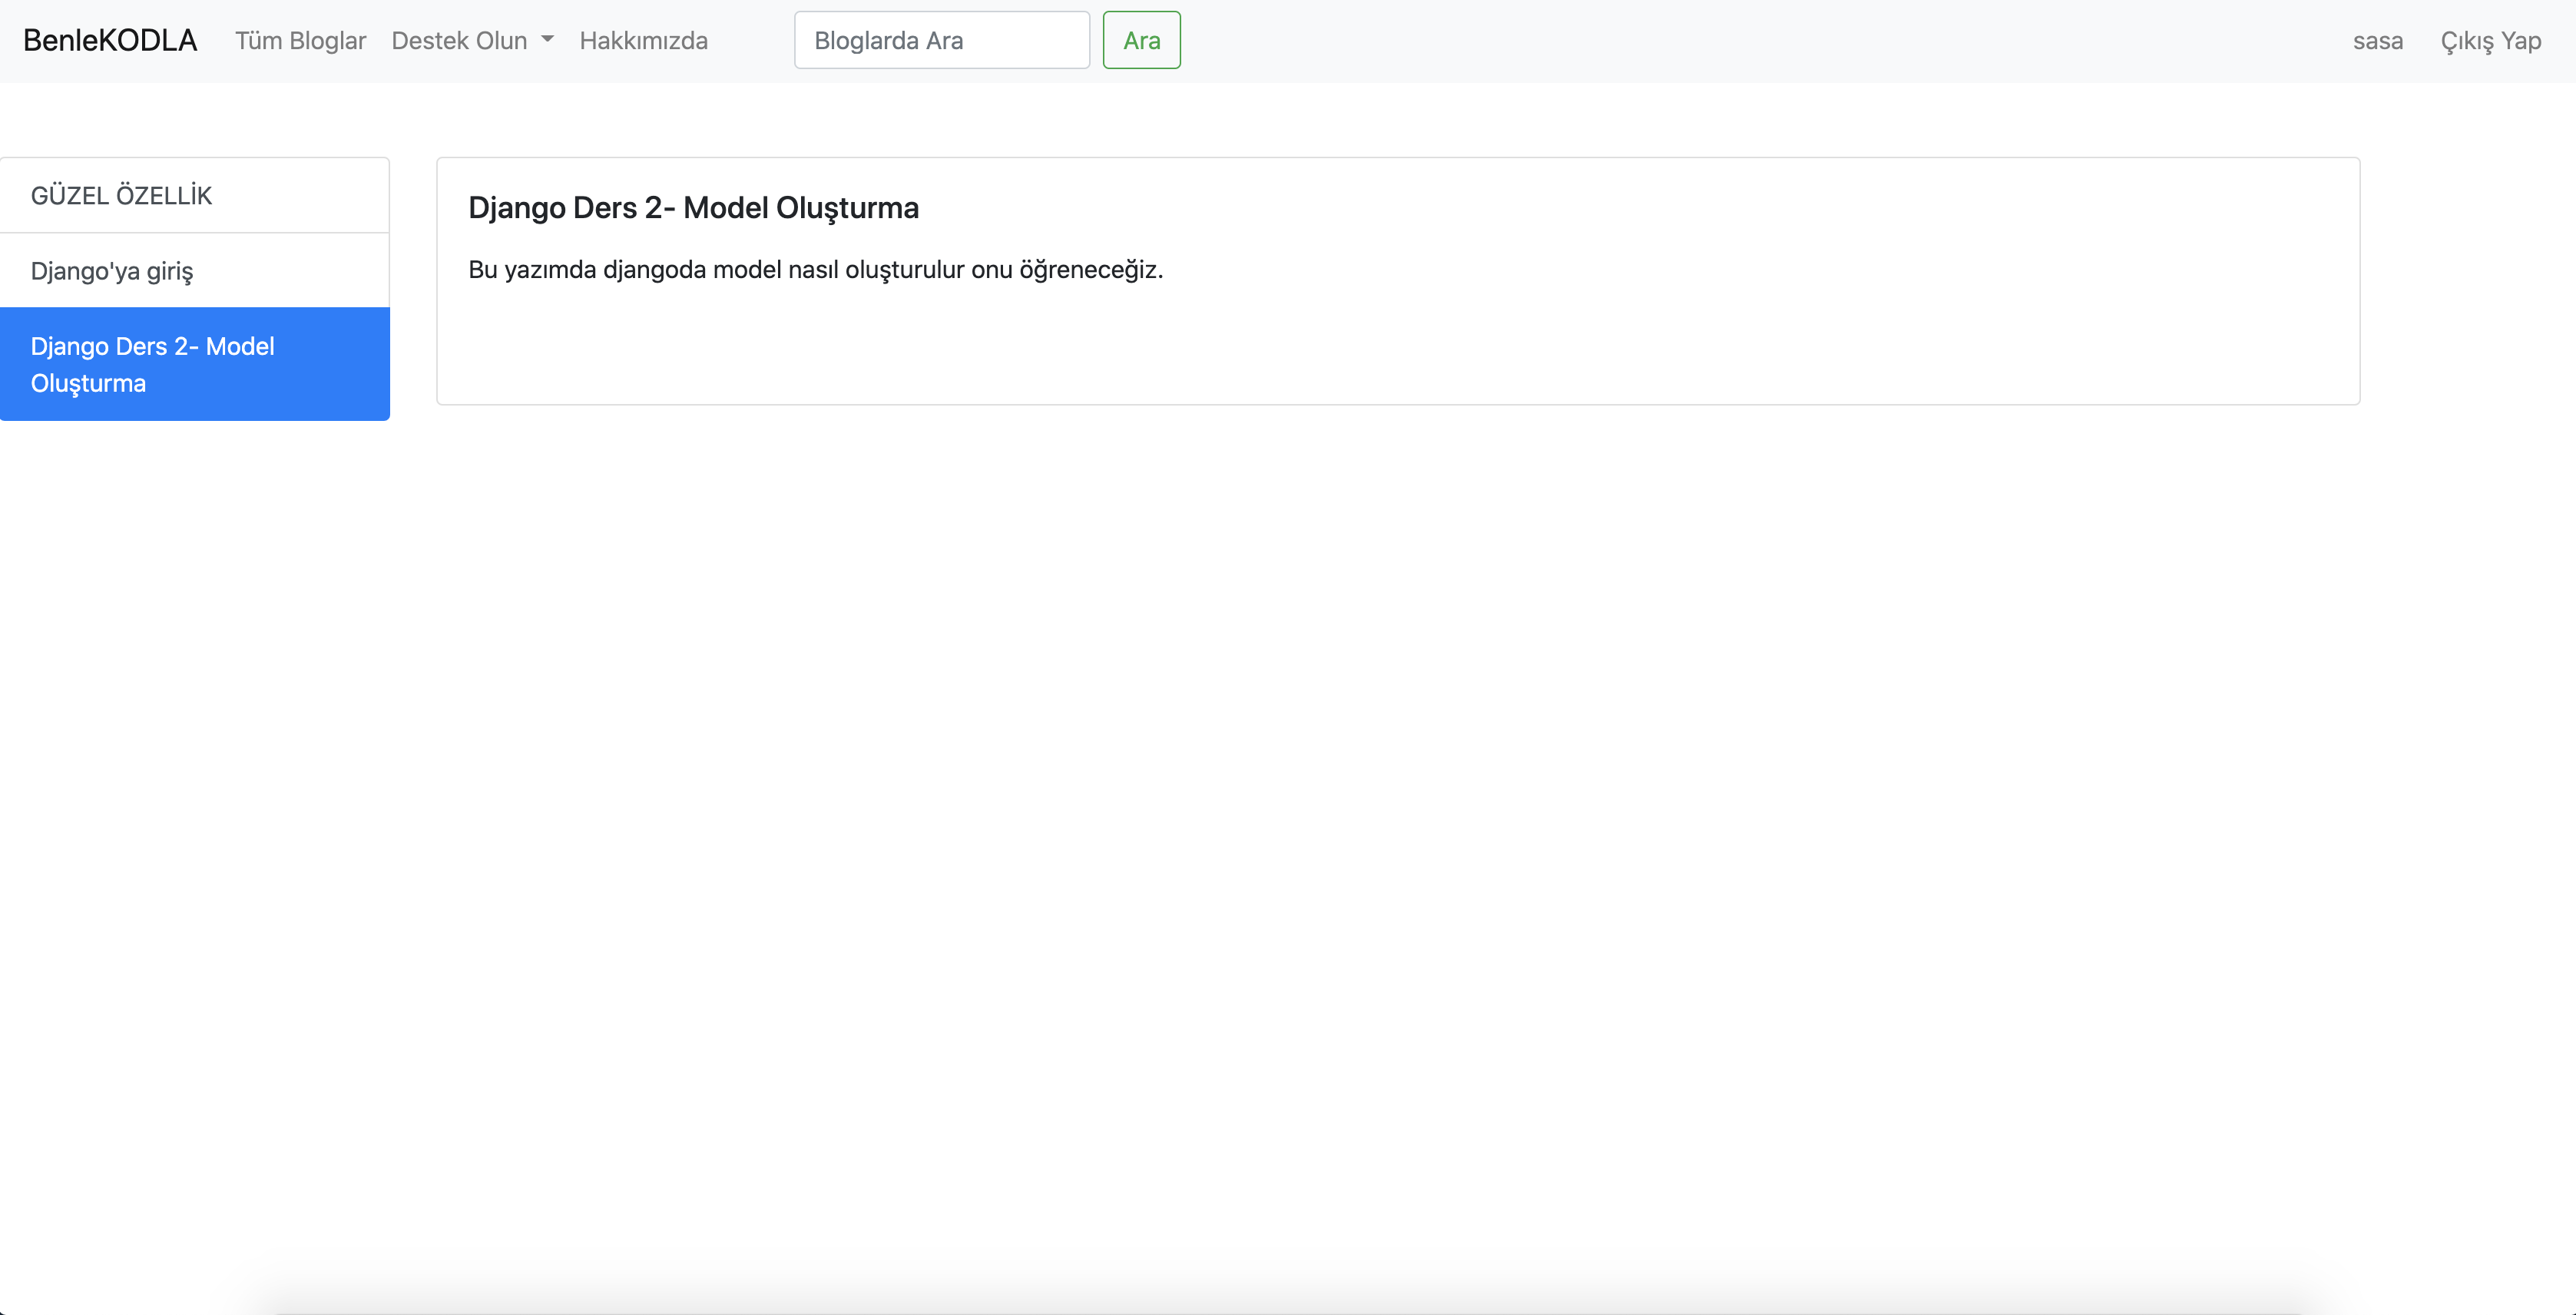 BenleKODLA Tüm Bloglar Destek Olun Hakkımızda Bloglarda Ara Ara sasa Çıkış Yap
GÜZEL ÖZELLİK
Django'ya giriş
Django Ders 2- Model
Oluşturma
Django Ders 2- Model Oluşturma
Bu yazımda djangoda model nasıl oluşturulur onu öğreneceğiz.